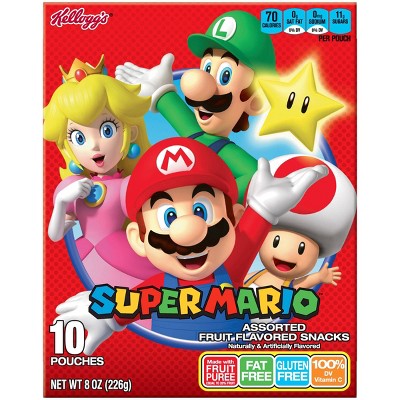 Kellogg's
70
CALORIES
0g
SAT FAT
0% DV
0mg
SODIUM
0% DV
11g
SUGARS
PER POUCH
M
SUPER MARIO
ASSORTED
FRUIT FLAVORED SNACKS
Naturally & Artificially Flavored
10
POUCHES
NET WT 8 OZ (226g)
Made with
FRUIT
PUREE
FAT
FREE
GLUTEN
FREE
100%
DV
Vitamin C